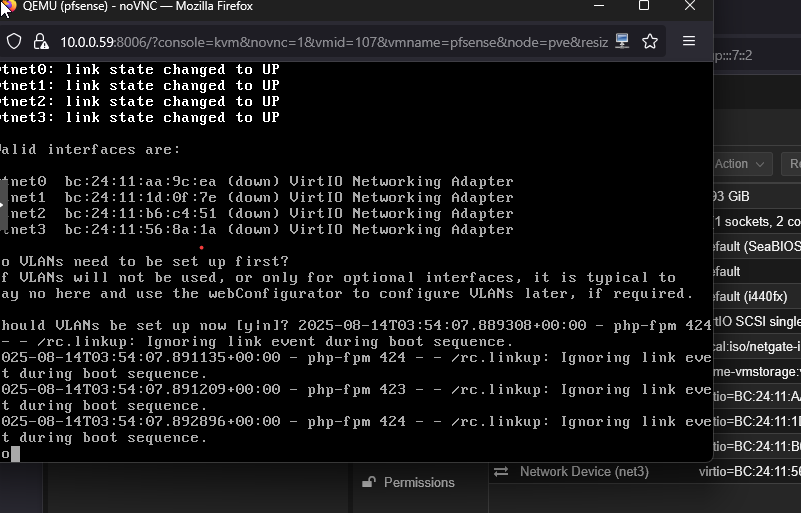 QEMU (pfsense) - noVNC — Mozilla Firefox
10.0.0.59:8006/?console=kvm&novnc=1&vmid=107&vmname=pfsense&node=pve&resiz
p:::7::2
tnet0: link state changed to UP
tnet1: link state changed to UP
tnet2: link state changed to UP
tnet3: link state changed to UP
alid interfaces are:
tnet0 bc:24:11:aa:9c:ea (down) VirtIO Networking Adapter
tnet1 bc:24:11:1d:0f:7e (down) VirtIO Networking Adapter
tnet2 bc:24:11:b6:c4:51 (down) VirtIO Networking Adapter
tnet3 bc:24:11:56:8a:1a (down) VirtIO Networking Adapter
o VLANs need to be set up first?
f VLANs will not be used, or only for optional interfaces, it is typical to
ay no here and use the webConfigurator to configure VLANs later, if required.
hould VLANs be set up now [y|n]? 2025-08-14T03:54:07.889308+00:00 - php-fpm 424
- - /rc.linkup: Ignoring link event during boot sequence.
025-08-14T03:54:07.891135+00:00 - php-fpm 424 - - /rc.linkup: Ignoring link eve
t during boot sequence.
025-08-14T03:54:07.891209+00:00 - php-fpm 423 - - /rc.linkup: Ignoring link eve
t during boot sequence.
025-08-14T03:54:07.892896+00:00 - php-fpm 424 - - /rc.linkup: Ignoring link eve
t during boot sequence.
o
Action
Re
93 GiB
1 sockets, 2 co
efault (SeaBIOS
efault
efault (i440fx)
rtIO SCSI single
cal:iso/netgate-i
me-vmstorage:
irtio=BC:24:11:AA
irtio=BC:24:11:1D
irtio=BC:24:11:B6
Network Device (net3) virtio=BC:24:11:56
Permissions